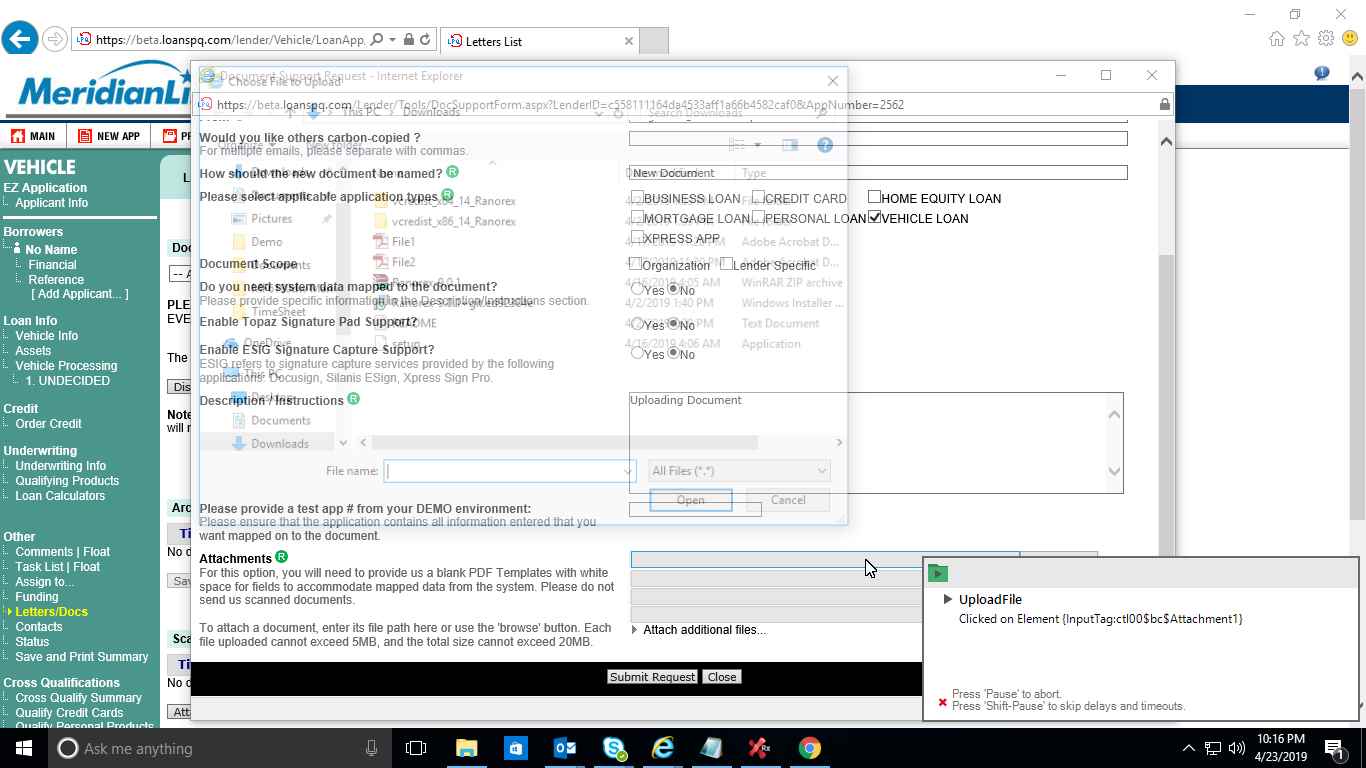 https://beta.loanspq.com/lender/Vehicle/LoanApp.
Letters List
MeridianLi
MAIN
NEW APP
VEHICLE
EZ Application
Applicant Info
Borrowers
No Name
Financial
Reference
[ Add Applicant... ]
Loan Info
Vehicle Info
Assets
Vehicle Processing
1. UNDECIDED
Credit
Order Credit
Underwriting
Underwriting Info
Qualifying Products
Loan Calculators
Other
Comments | Float
Task List | Float
Assign to...
Funding
Letters/Docs
Contacts
Status
Save and Print Summary
Cross Qualifications
Cross Qualify Summary
Qualify Credit Cards
Qualify Personal Products
Document Support Request - Internet Explorer
Choose File to Upload
https://beta.loanspq.com/Lender/Tools/DocSupportForm.aspx?LenderID=c558111164da4533aff1a66b4582caf0&AppNumber=2562
This PC
Downloads
Search Downloads
Would you like others carbon-copied ?
For multiple emails, please separate with commas.
New folder
How should the new document be named?
New Document
Type
Please select applicable application types
BUSINESS LOAN
CREDIT CARD
HOME EQUITY LOAN
MORTGAGE LOAN
PERSONAL LOAN
VEHICLE LOAN
XPRESS APP
Pictures
Demo
Documents
TimeSheet
OneDrive
This PC
Desktop
Documents
Downloads
vcredist_x64_14_Ranorex
vcredist_x86_14_Ranorex
File1
File2
README
setup
Adobe Acrobat D...
Adobe Acrobat D...
4/16/2019 4:05 AM
WinRAR ZIP archive
4/2/2019 1:40 PM
Windows Installer ...
Text Document
4/16/2019 4:06 AM
Application
Document Scope
Organization
Lender Specific
Do you need system data mapped to the document?
Please provide specific information in the Description/Instructions section.
Yes
No
Enable Topaz Signature Pad Support?
Yes
No
Enable ESIG Signature Capture Support?
ESIG refers to signature capture services provided by the following
applications: Docusign, Silanis ESign, Xpress Sign Pro.
Yes
No
Description / Instructions
Uploading Document
File name:
All Files (*.*)
Open
Cancel
Please provide a test app # from your DEMO environment:
Please ensure that the application contains all information entered that you
want mapped on to the document.
Attachments
For this option, you will need to provide us a blank PDF Templates with white
space for fields to accommodate mapped data from the system. Please do not
send us scanned documents.
To attach a document, enter its file path here or use the 'browse' button. Each
file uploaded cannot exceed 5MB, and the total size cannot exceed 20MB.
Attach additional files...
Submit Request
Close
UploadFile
Clicked on Element {InputTag:ctl00$bc$Attachment1}
Press 'Pause' to abort.
Press 'Shift-Pause' to skip delays and timeouts.
Ask me anything
10:16 PM
4/23/2019
1